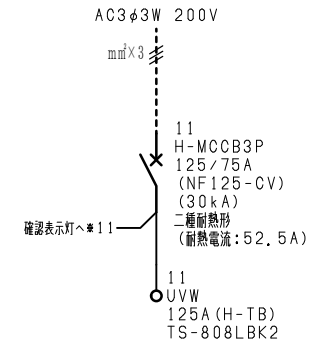 AC3φ3W 200V
mm²×3
11
H-MCCB3P
125/75A
(NF125-CV)
(30kA)
二種耐熱形
(耐熱電流:52.5A)
確認表示灯へ※11
11
UVW
125A(H-TB)
TS-808LBK2